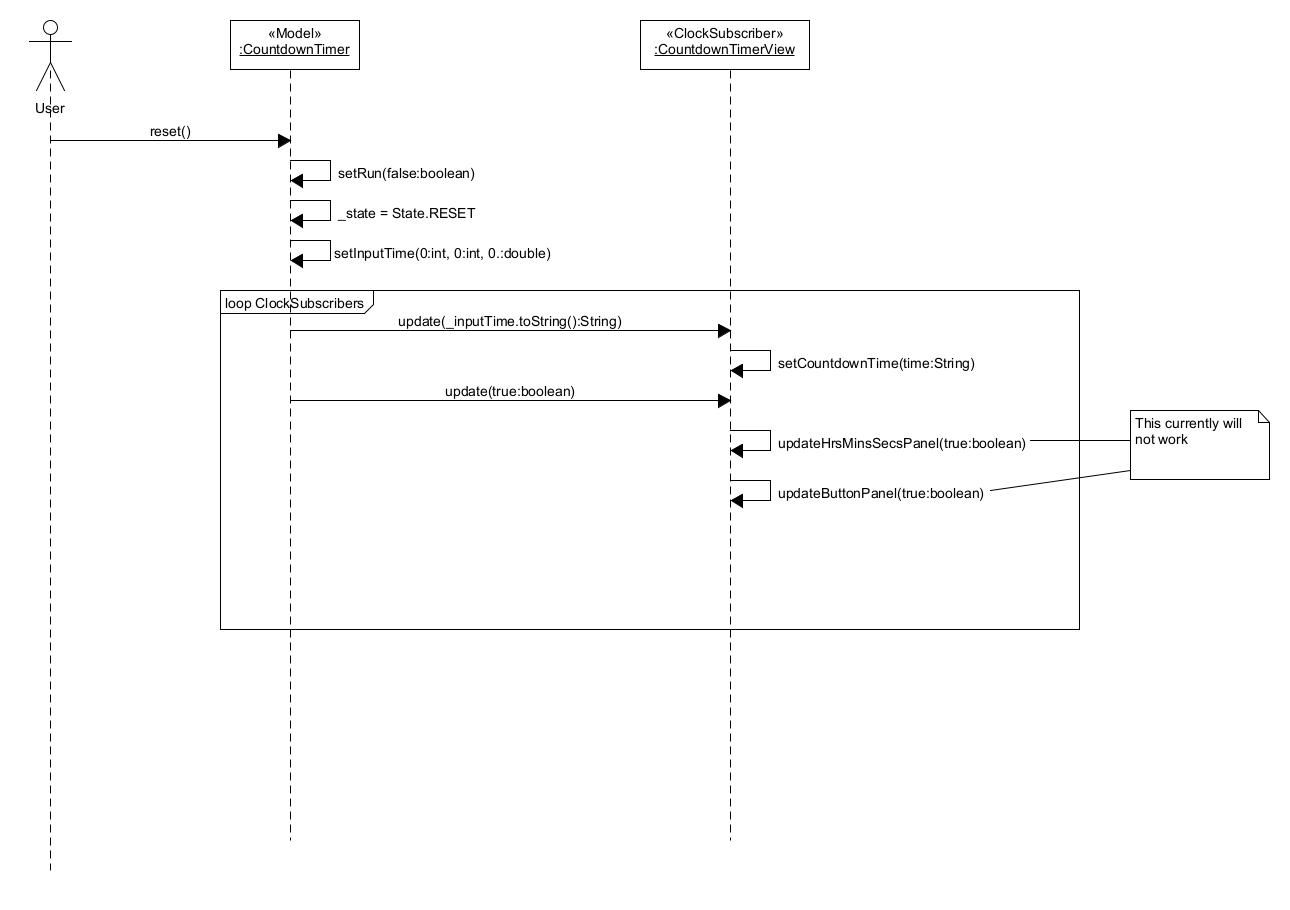 «Model»
:CountdownTimer
«ClockSubscriber»
:CountdownTimerView
User
reset()
setRun(false:boolean)
_state = State.RESET
setInputTime(0:int, 0:int, 0.:double)
loop ClockSubscribers
update(_inputTime.toString():String)
setCountdownTime(time:String)
update(true:boolean)
This currently will
not work
updateHrsMinsSecsPanel(true:boolean)
updateButtonPanel(true:boolean)